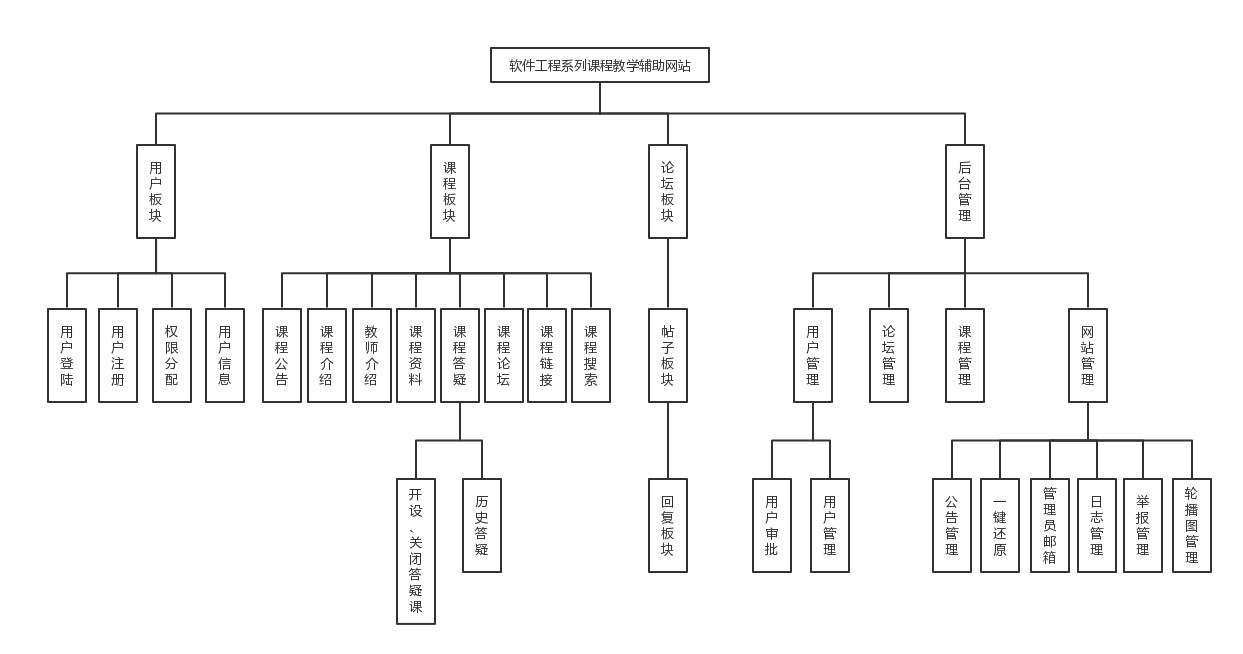 软件工程系列课程教学辅助网站
用户板块
课程板块
论坛板块
后台管理
用户登陆
用户注册
权限分配
用户信息
课程公告
课程介绍
教师介绍
课程资料
课程答疑
课程论坛
课程链接
课程搜索
帖子板块
用户管理
论坛管理
课程管理
网站管理
开设、关闭答疑课
历史答疑
回复板块
用户审批
用户管理
公告管理
一键还原
管理员邮箱
日志管理
举报管理
轮播图管理